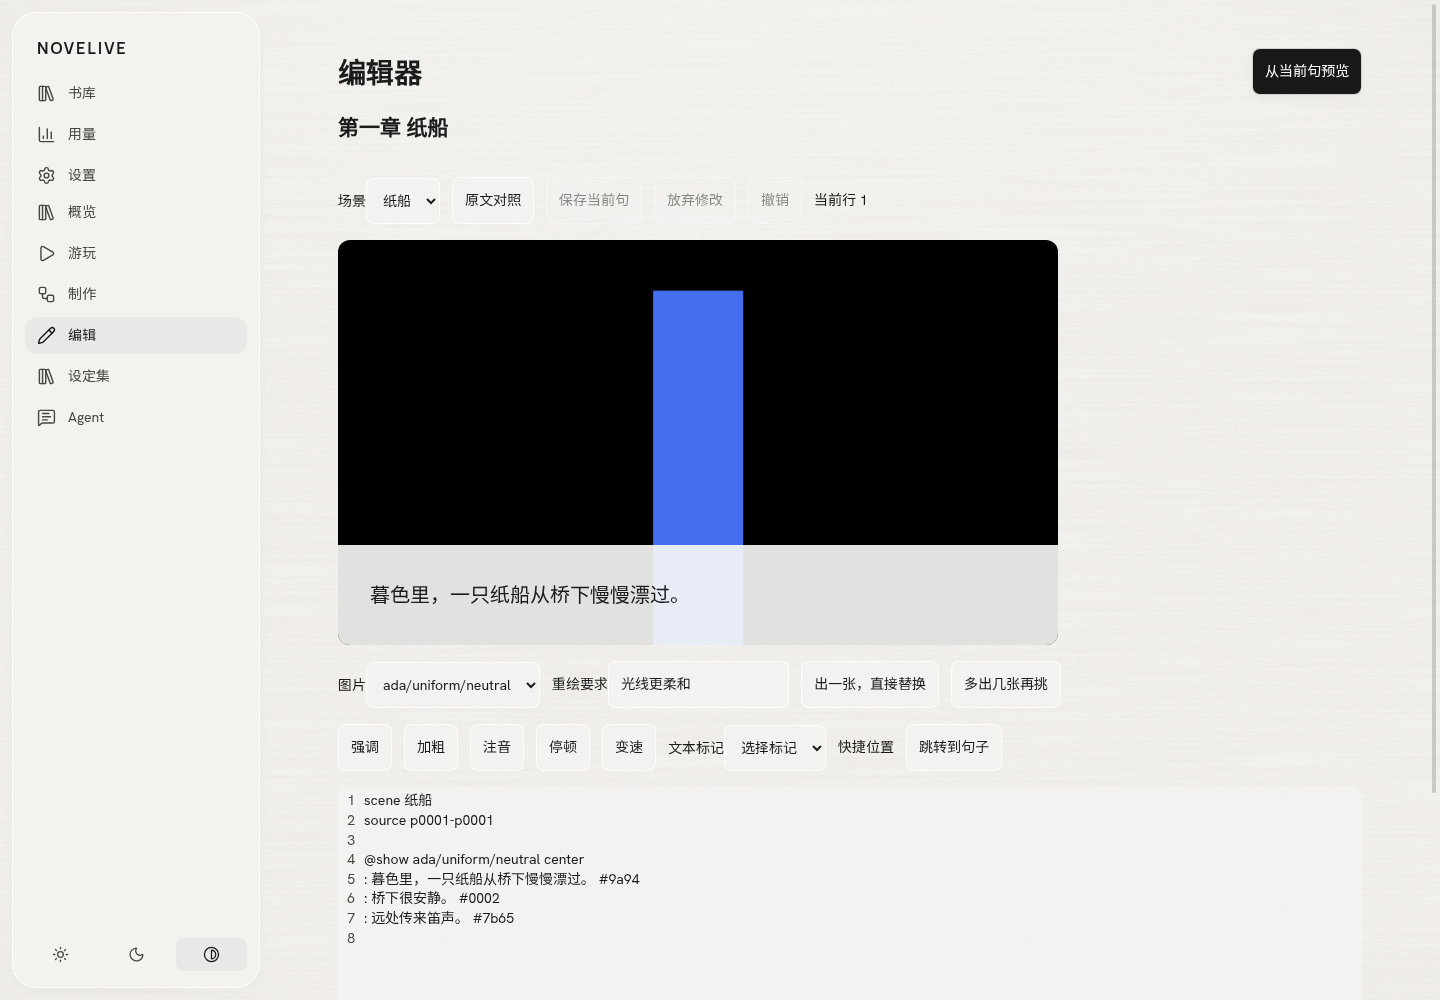 NOVELIVE
书库
用量
设置
概览
游玩
制作
编辑
设定集
Agent
编辑器
从当前句预览
第一章 纸船
场景 纸船 原文对照 保存当前句 放弃修改 撤销 当前行 1
暮色里，一只纸船从桥下慢慢漂过。
图片 ada/uniform/neutral 重绘要求 光线更柔和 出一张，直接替换 多出几张再挑
强调 加粗 注音 停顿 变速 文本标记 选择标记 快捷位置 跳转到句子
1 scene 纸船
2 source p0001-p0001
3
4 @show ada/uniform/neutral center
5 : 暮色里，一只纸船从桥下慢慢漂过。 #9a94
6 : 桥下很安静。 #0002
7 : 远处传来笛声。 #7b65
8